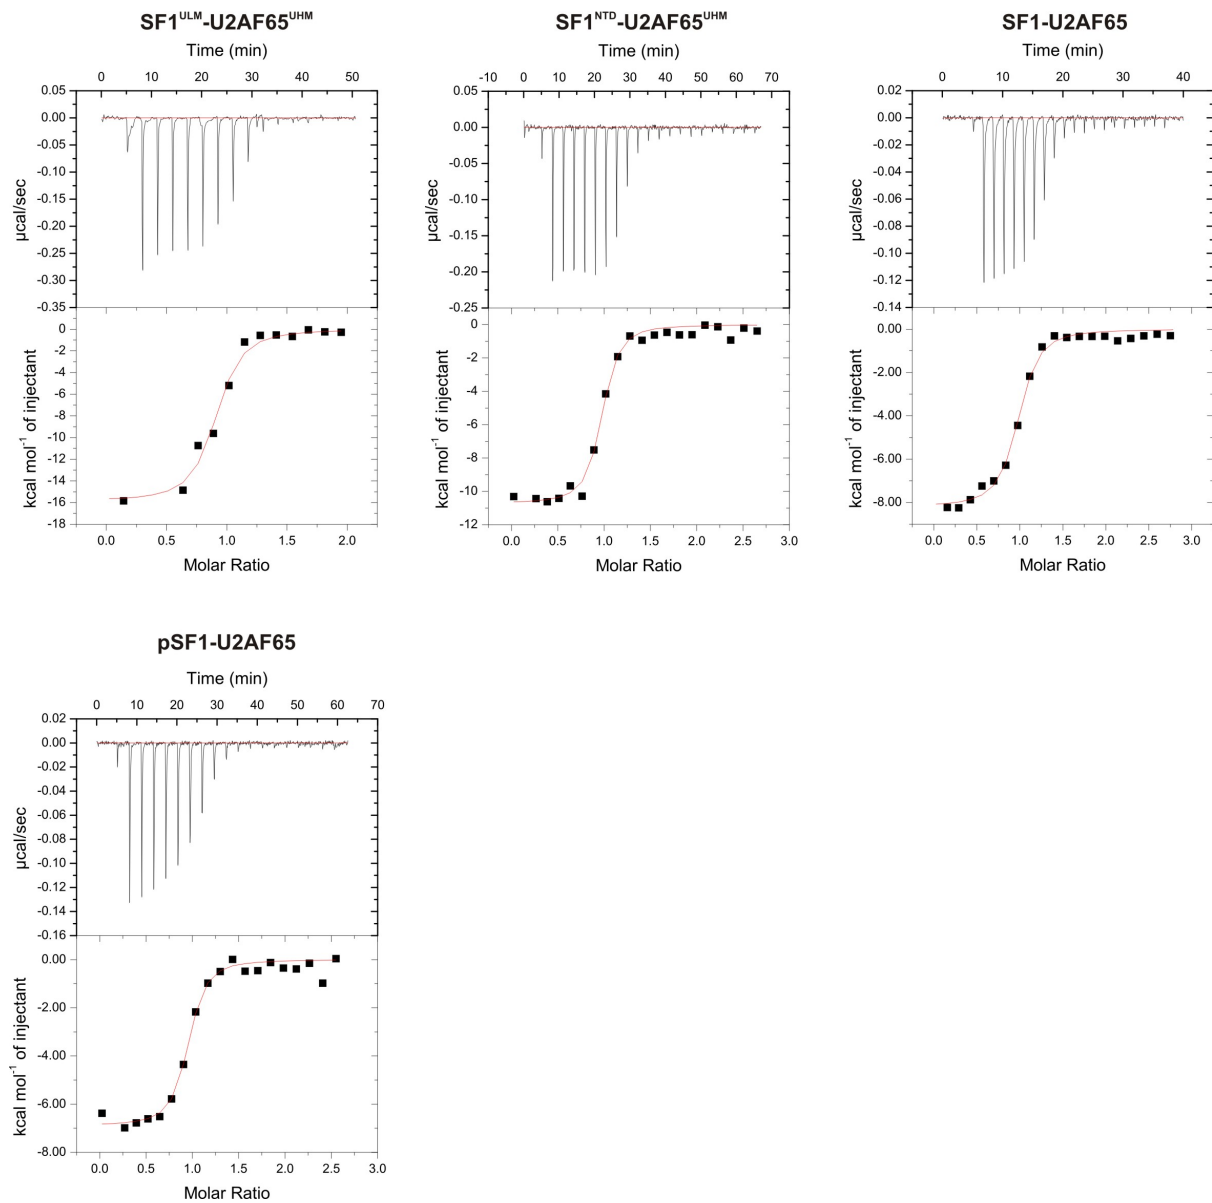 SF1ᵁᴸᴹ-U2AF65ᵁᴴᴹ
Time (min)
0 10 20 30 40 50
0.05
0.00
-0.05
-0.10
-0.15
-0.20
-0.25
-0.30
-0.35
µcal/sec
0
-2
-4
-6
-8
-10
-12
-14
-16
-18
kcal mol⁻¹ of injectant
0.0 0.5 1.0 1.5 2.0
Molar Ratio
SF1ᴺᵀᴰ-U2AF65ᵁᴴᴹ
Time (min)
-10 0 10 20 30 40 50 60 70
0.05
0.00
-0.05
-0.10
-0.15
-0.20
-0.25
µcal/sec
0
-2
-4
-6
-8
-10
-12
kcal mol⁻¹ of injectant
0.0 0.5 1.0 1.5 2.0 2.5 3.0
Molar Ratio
SF1-U2AF65
Time (min)
0 10 20 30 40
0.02
0.00
-0.02
-0.04
-0.06
-0.08
-0.10
-0.12
-0.14
µcal/sec
0.00
-2.00
-4.00
-6.00
-8.00
kcal mol⁻¹ of injectant
0.0 0.5 1.0 1.5 2.0 2.5 3.0
Molar Ratio
pSF1-U2AF65
Time (min)
0 10 20 30 40 50 60 70
0.02
0.00
-0.02
-0.04
-0.06
-0.08
-0.10
-0.12
-0.14
-0.16
µcal/sec
0.00
-2.00
-4.00
-6.00
-8.00
kcal mol⁻¹ of injectant
0.0 0.5 1.0 1.5 2.0 2.5 3.0
Molar Ratio